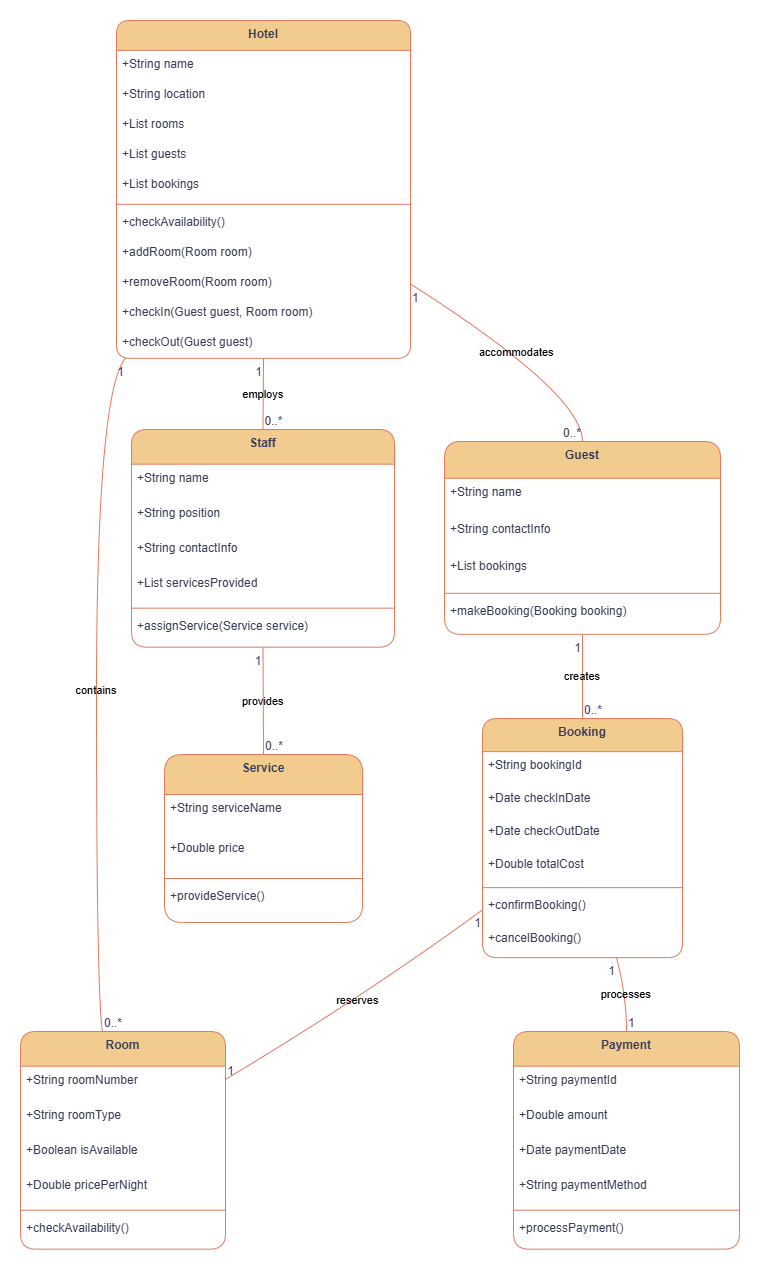 Hotel
+String name
+String location
+List rooms
+List guests
+List bookings
+checkAvailability()
+addRoom(Room room)
+removeRoom(Room room)
+checkIn(Guest guest, Room room)
+checkOut(Guest guest)
1
1
1
accommodates
employs
0..*
0..*
Staff
+String name
+String position
+String contactInfo
+List servicesProvided
+assignService(Service service)
Guest
+String name
+String contactInfo
+List bookings
+makeBooking(Booking booking)
1
1
creates
contains
provides
0..*
0..*
Service
+String serviceName
+Double price
+provideService()
Booking
+String bookingId
+Date checkInDate
+Date checkOutDate
+Double totalCost
+confirmBooking()
+cancelBooking()
1
1
processes
reserves
0..*
1
1
Room
+String roomNumber
+String roomType
+Boolean isAvailable
+Double pricePerNight
+checkAvailability()
Payment
+String paymentId
+Double amount
+Date paymentDate
+String paymentMethod
+processPayment()